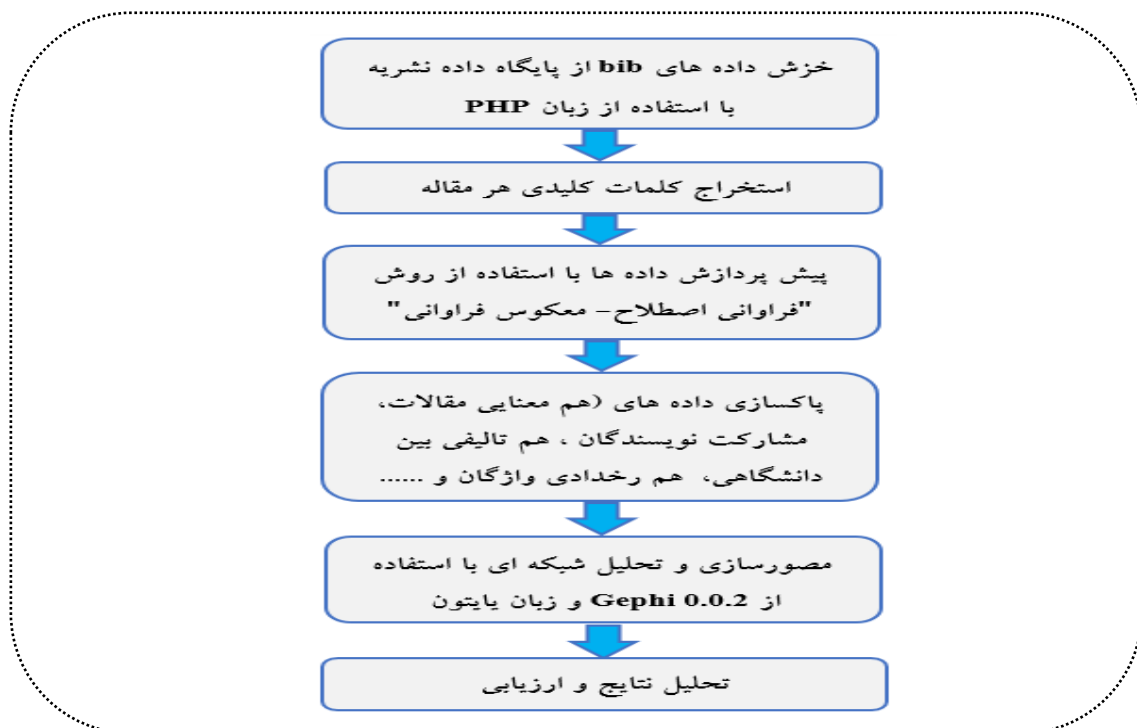 خزش داده های bib از پایگاه داده نشریه
با استفاده از زبان PHP
استخراج کلمات کلیدی هر مقاله
پیش پردازش داده ها با استفاده از روش
"فراوانی اصطلاح- معکوس فراوانی"
پاکسازی داده های (هم معنایی مقالات،
مشارکت نویسندگان ، هم تالیفی بین
دانشگاهی، هم رخدادی واژگان و ......
مصورسازی و تحلیل شبکه ای با استفاده
از Gephi 0.0.2 و زبان پایتون
تحلیل نتایج و ارزیابی